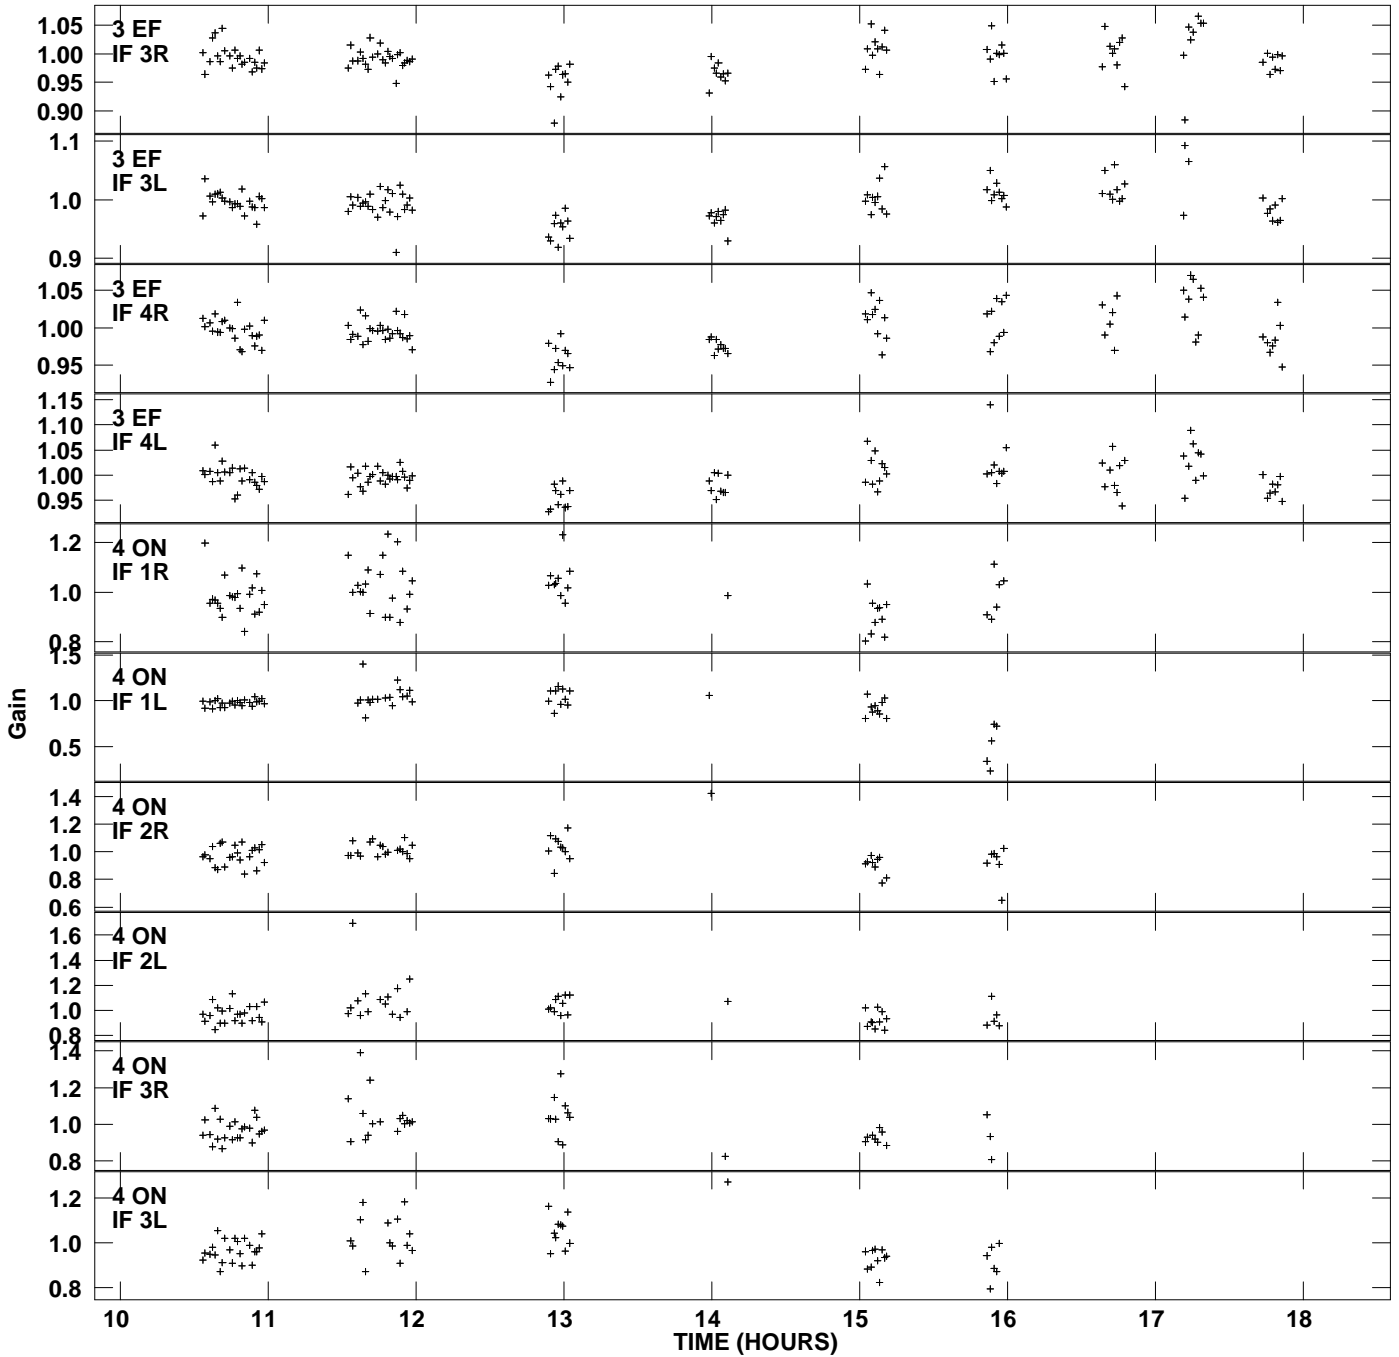 3 EF
IF 3R
1.05
1.00
0.95
0.90
3 EF
IF 3L
1.1
1.0
0.9
3 EF
IF 4R
1.05
1.00
0.95
3 EF
IF 4L
1.15
1.10
1.05
1.00
0.95
4 ON
IF 1R
1.2
1.0
0.8
4 ON
IF 1L
1.5
1.0
0.5
4 ON
IF 2R
1.4
1.2
1.0
0.8
0.6
4 ON
IF 2L
1.6
1.4
1.2
1.0
0.8
4 ON
IF 3R
1.4
1.2
1.0
0.8
4 ON
IF 3L
1.2
1.0
0.8
Gain
10 11 12 13 14 15 16 17 18
TIME (HOURS)